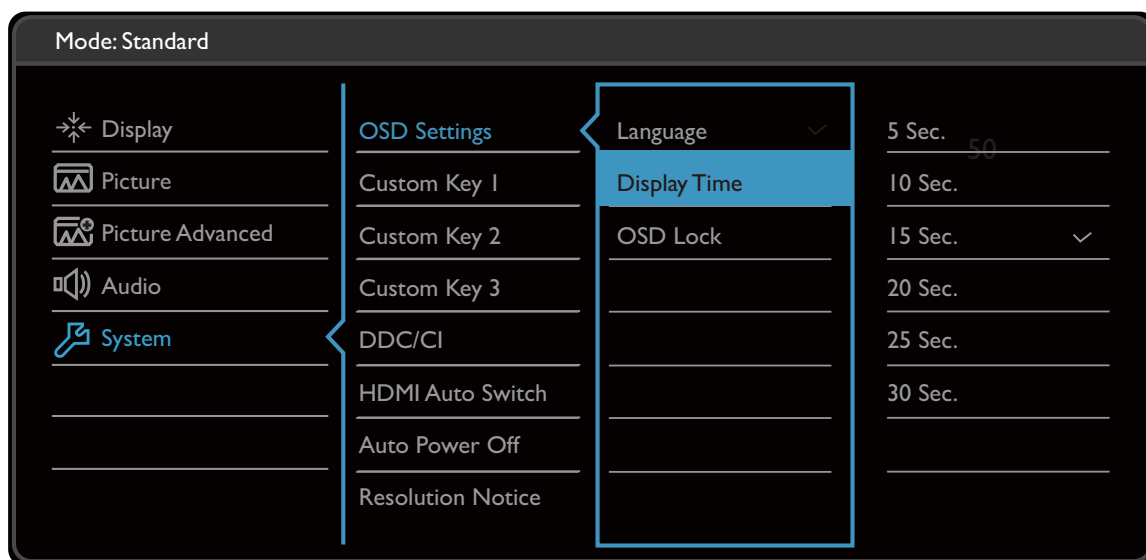 Mode: Standard
Display
Picture
Picture Advanced
Audio
System
OSD Settings
Custom Key 1
Custom Key 2
Custom Key 3
DDC/CI
HDMI Auto Switch
Auto Power Off
Resolution Notice
Language
Display Time
OSD Lock
5 Sec.
50
10 Sec.
15 Sec.
20 Sec.
25 Sec.
30 Sec.